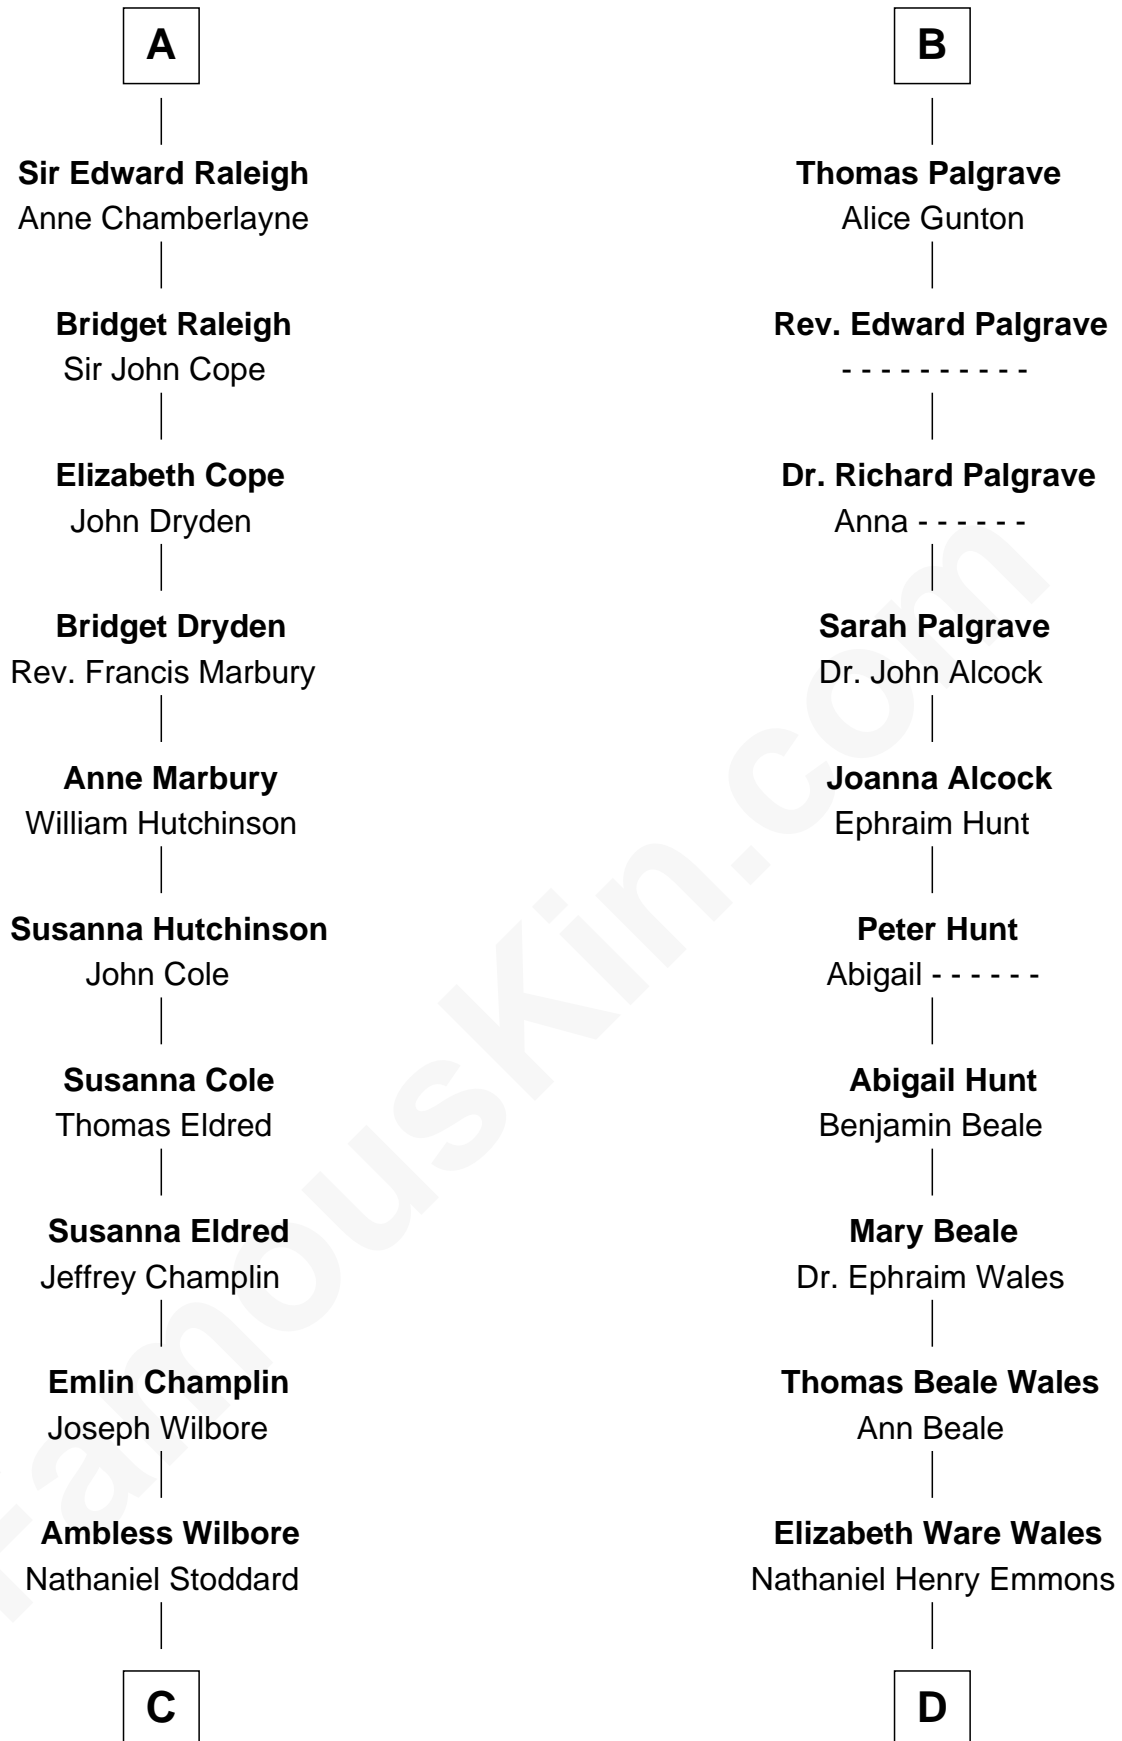 A
Sir Edward Raleigh
Anne Chamberlayne
Bridget Raleigh
Sir John Cope
Elizabeth Cope
John Dryden
Bridget Dryden
Rev. Francis Marbury
Anne Marbury
William Hutchinson
Susanna Hutchinson
John Cole
Susanna Cole
Thomas Eldred
Susanna Eldred
Jeffrey Champlin
Emlin Champlin
Joseph Wilbore
Ambless Wilbore
Nathaniel Stoddard
C
B
Thomas Palgrave
Alice Gunton
Rev. Edward Palgrave
- - - - - - - - - -
Dr. Richard Palgrave
Anna - - - - - -
Sarah Palgrave
Dr. John Alcock
Joanna Alcock
Ephraim Hunt
Peter Hunt
Abigail - - - - - -
Abigail Hunt
Benjamin Beale
Mary Beale
Dr. Ephraim Wales
Thomas Beale Wales
Ann Beale
Elizabeth Ware Wales
Nathaniel Henry Emmons
D
FamousKin.com